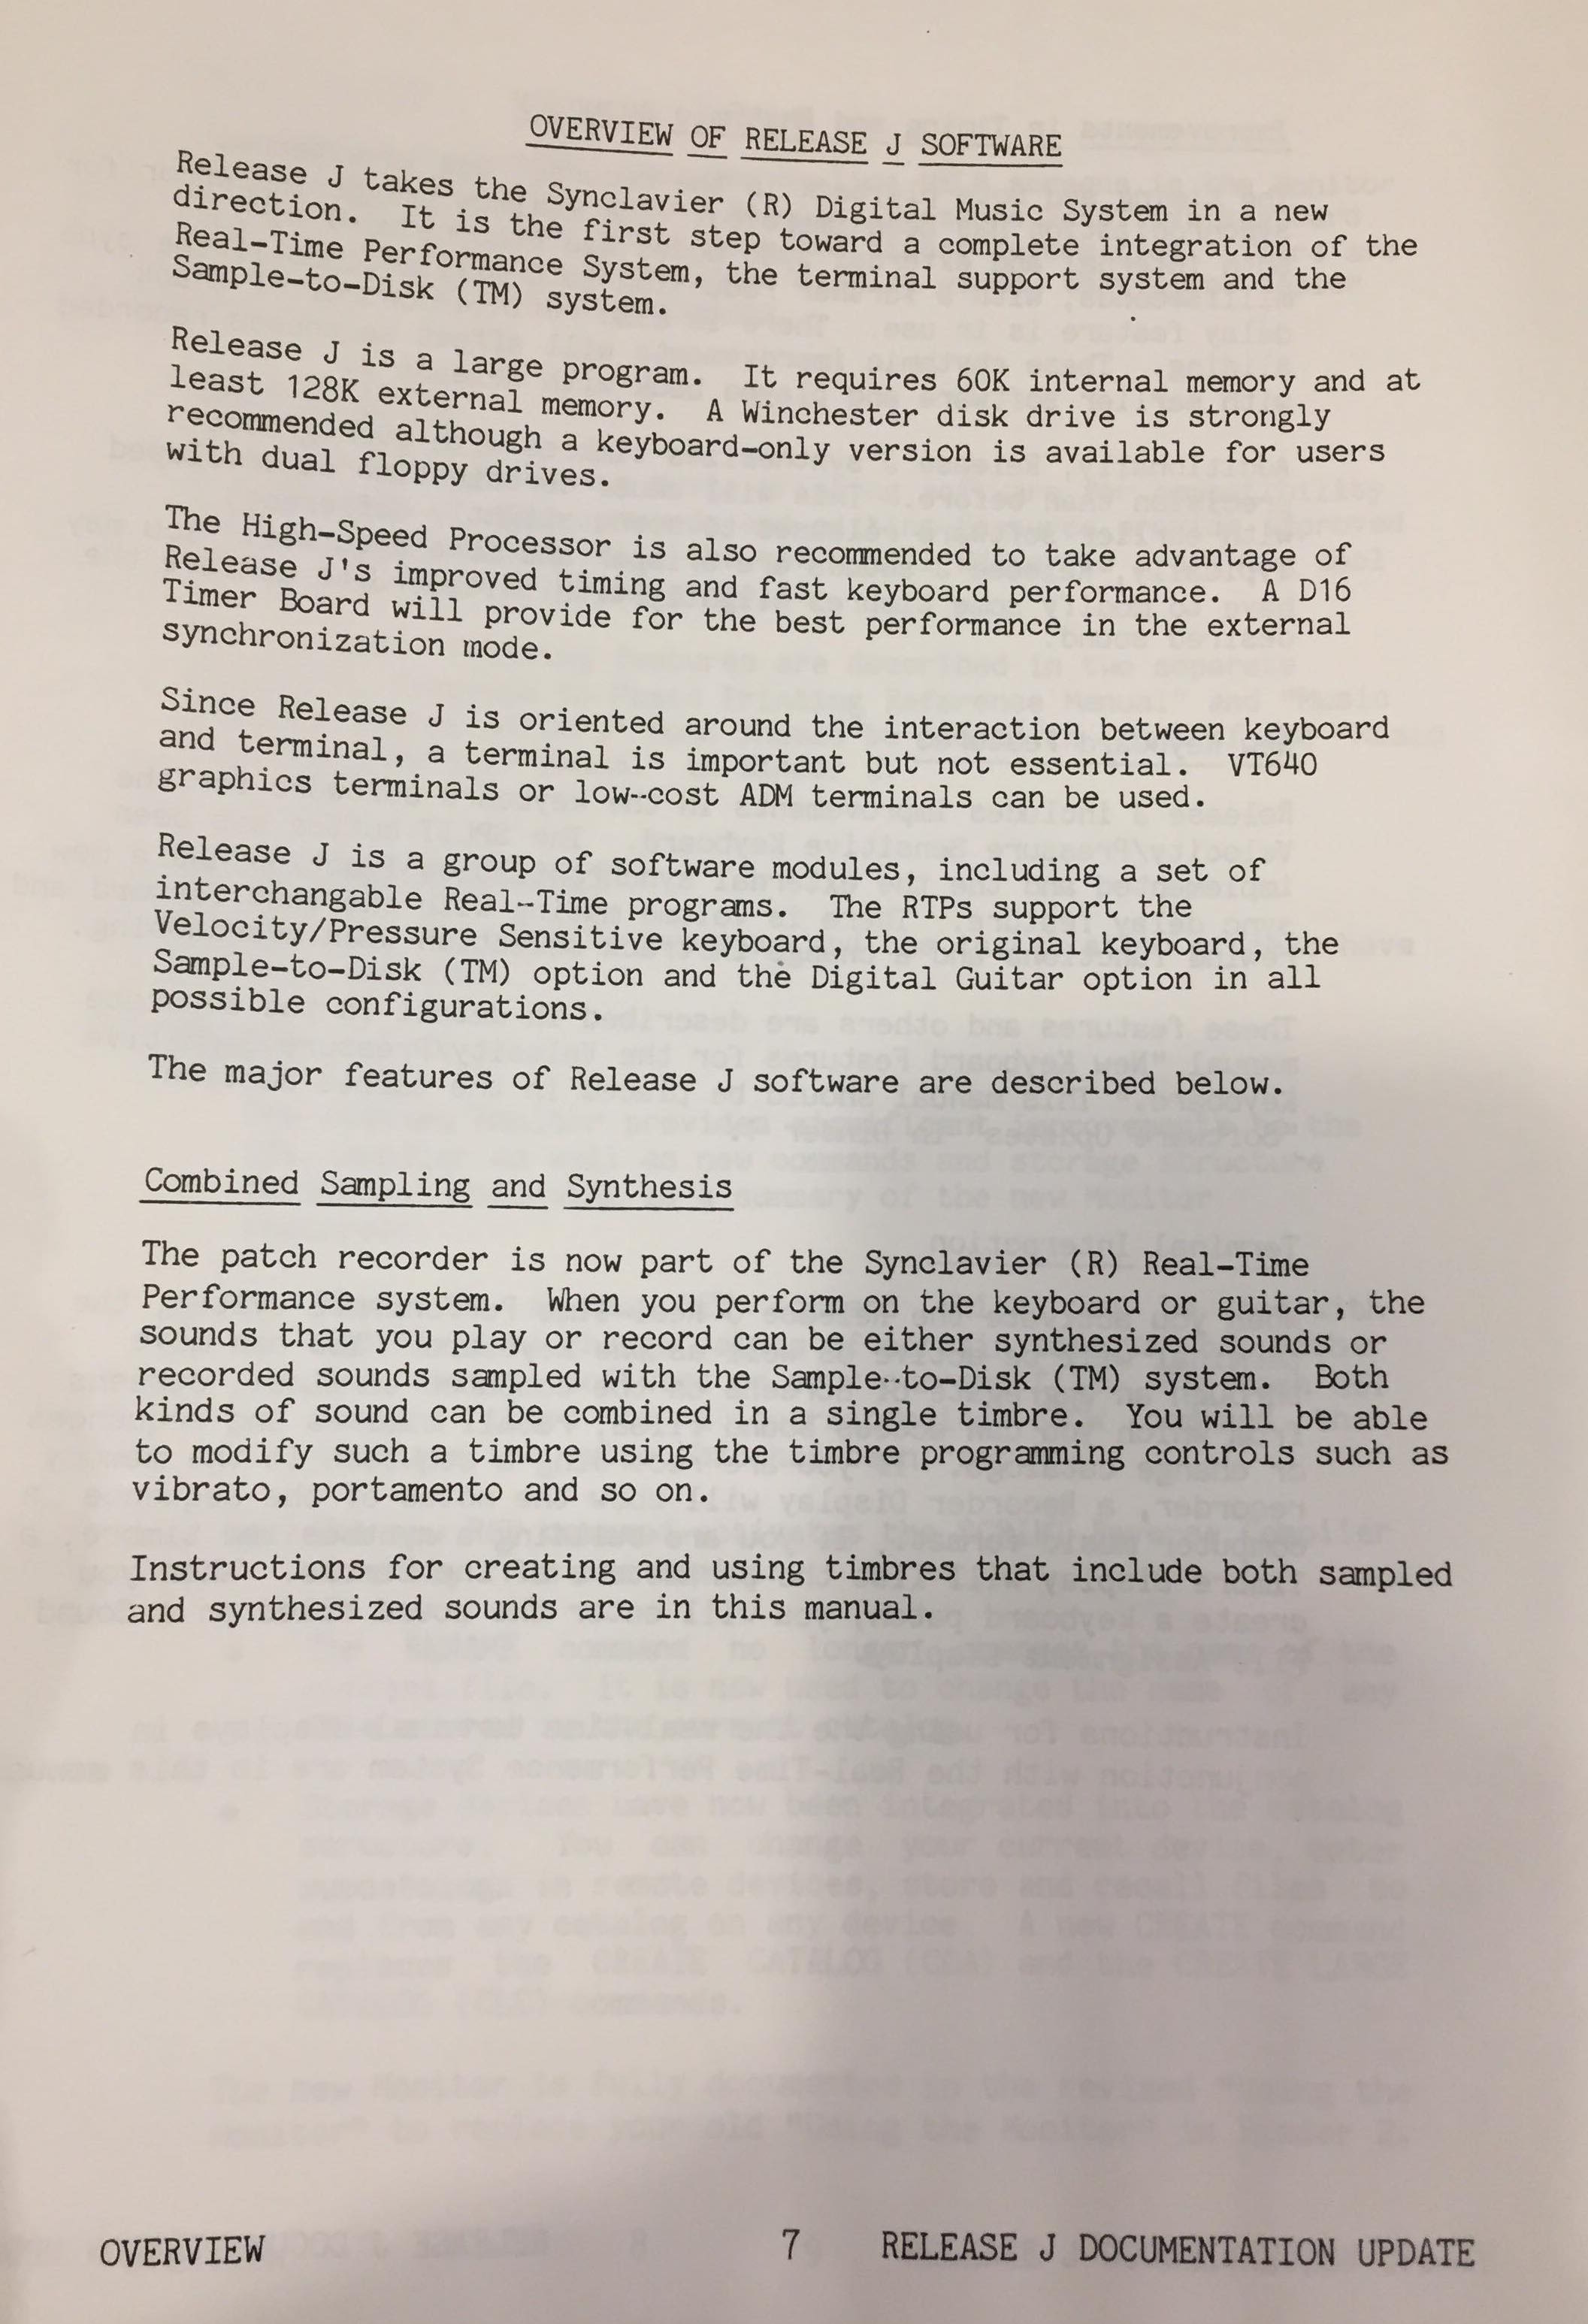 OVERVIEW OF RELEASE J SOFTWARE
Release J takes the Synclavier (R) Digital Music System in a new
direction. It is the first step toward a complete integration of the
Real-Time Performance System, the terminal support system and the
Sample-to-Disk (TM) system.
Release J is a large program. It requires 60K internal memory and at
least 128K external memory. A Winchester disk drive is strongly
recommended although a keyboard-only version is available for users
with dual floppy drives.
The High-Speed Processor is also recommended to take advantage of
Release J's improved timing and fast keyboard performance. A D16
Timer Board will provide for the best performance in the external
synchronization mode.
Since Release J is oriented around the interaction between keyboard
and terminal, a terminal is important but not essential. VT640
graphics terminals or low--cost ADM terminals can be used.
Release J is a group of software modules, including a set of
interchangable Real--Time programs. The RTPs support the
Velocity/Pressure Sensitive keyboard, the original keyboard, the
Sample-to-Disk (TM) option and the Digital Guitar option in all
possible configurations.
The major features of Release J software are described below.
Combined Sampling and Synthesis
The patch recorder is now part of the Synclavier (R) Real-Time
Performance system. When you perform on the keyboard or guitar, the
sounds that you play or record can be either synthesized sounds or
recorded sounds sampled with the Sample--to-Disk (TM) system. Both
kinds of sound can be combined in a single timbre. You will be able
to modify such a timbre using the timbre programming controls such as
vibrato, portamento and so on.
Instructions for creating and using timbres that include both sampled
and synthesized sounds are in this manual.
OVERVIEW 7 RELEASE J DOCUMENTATION UPDATE